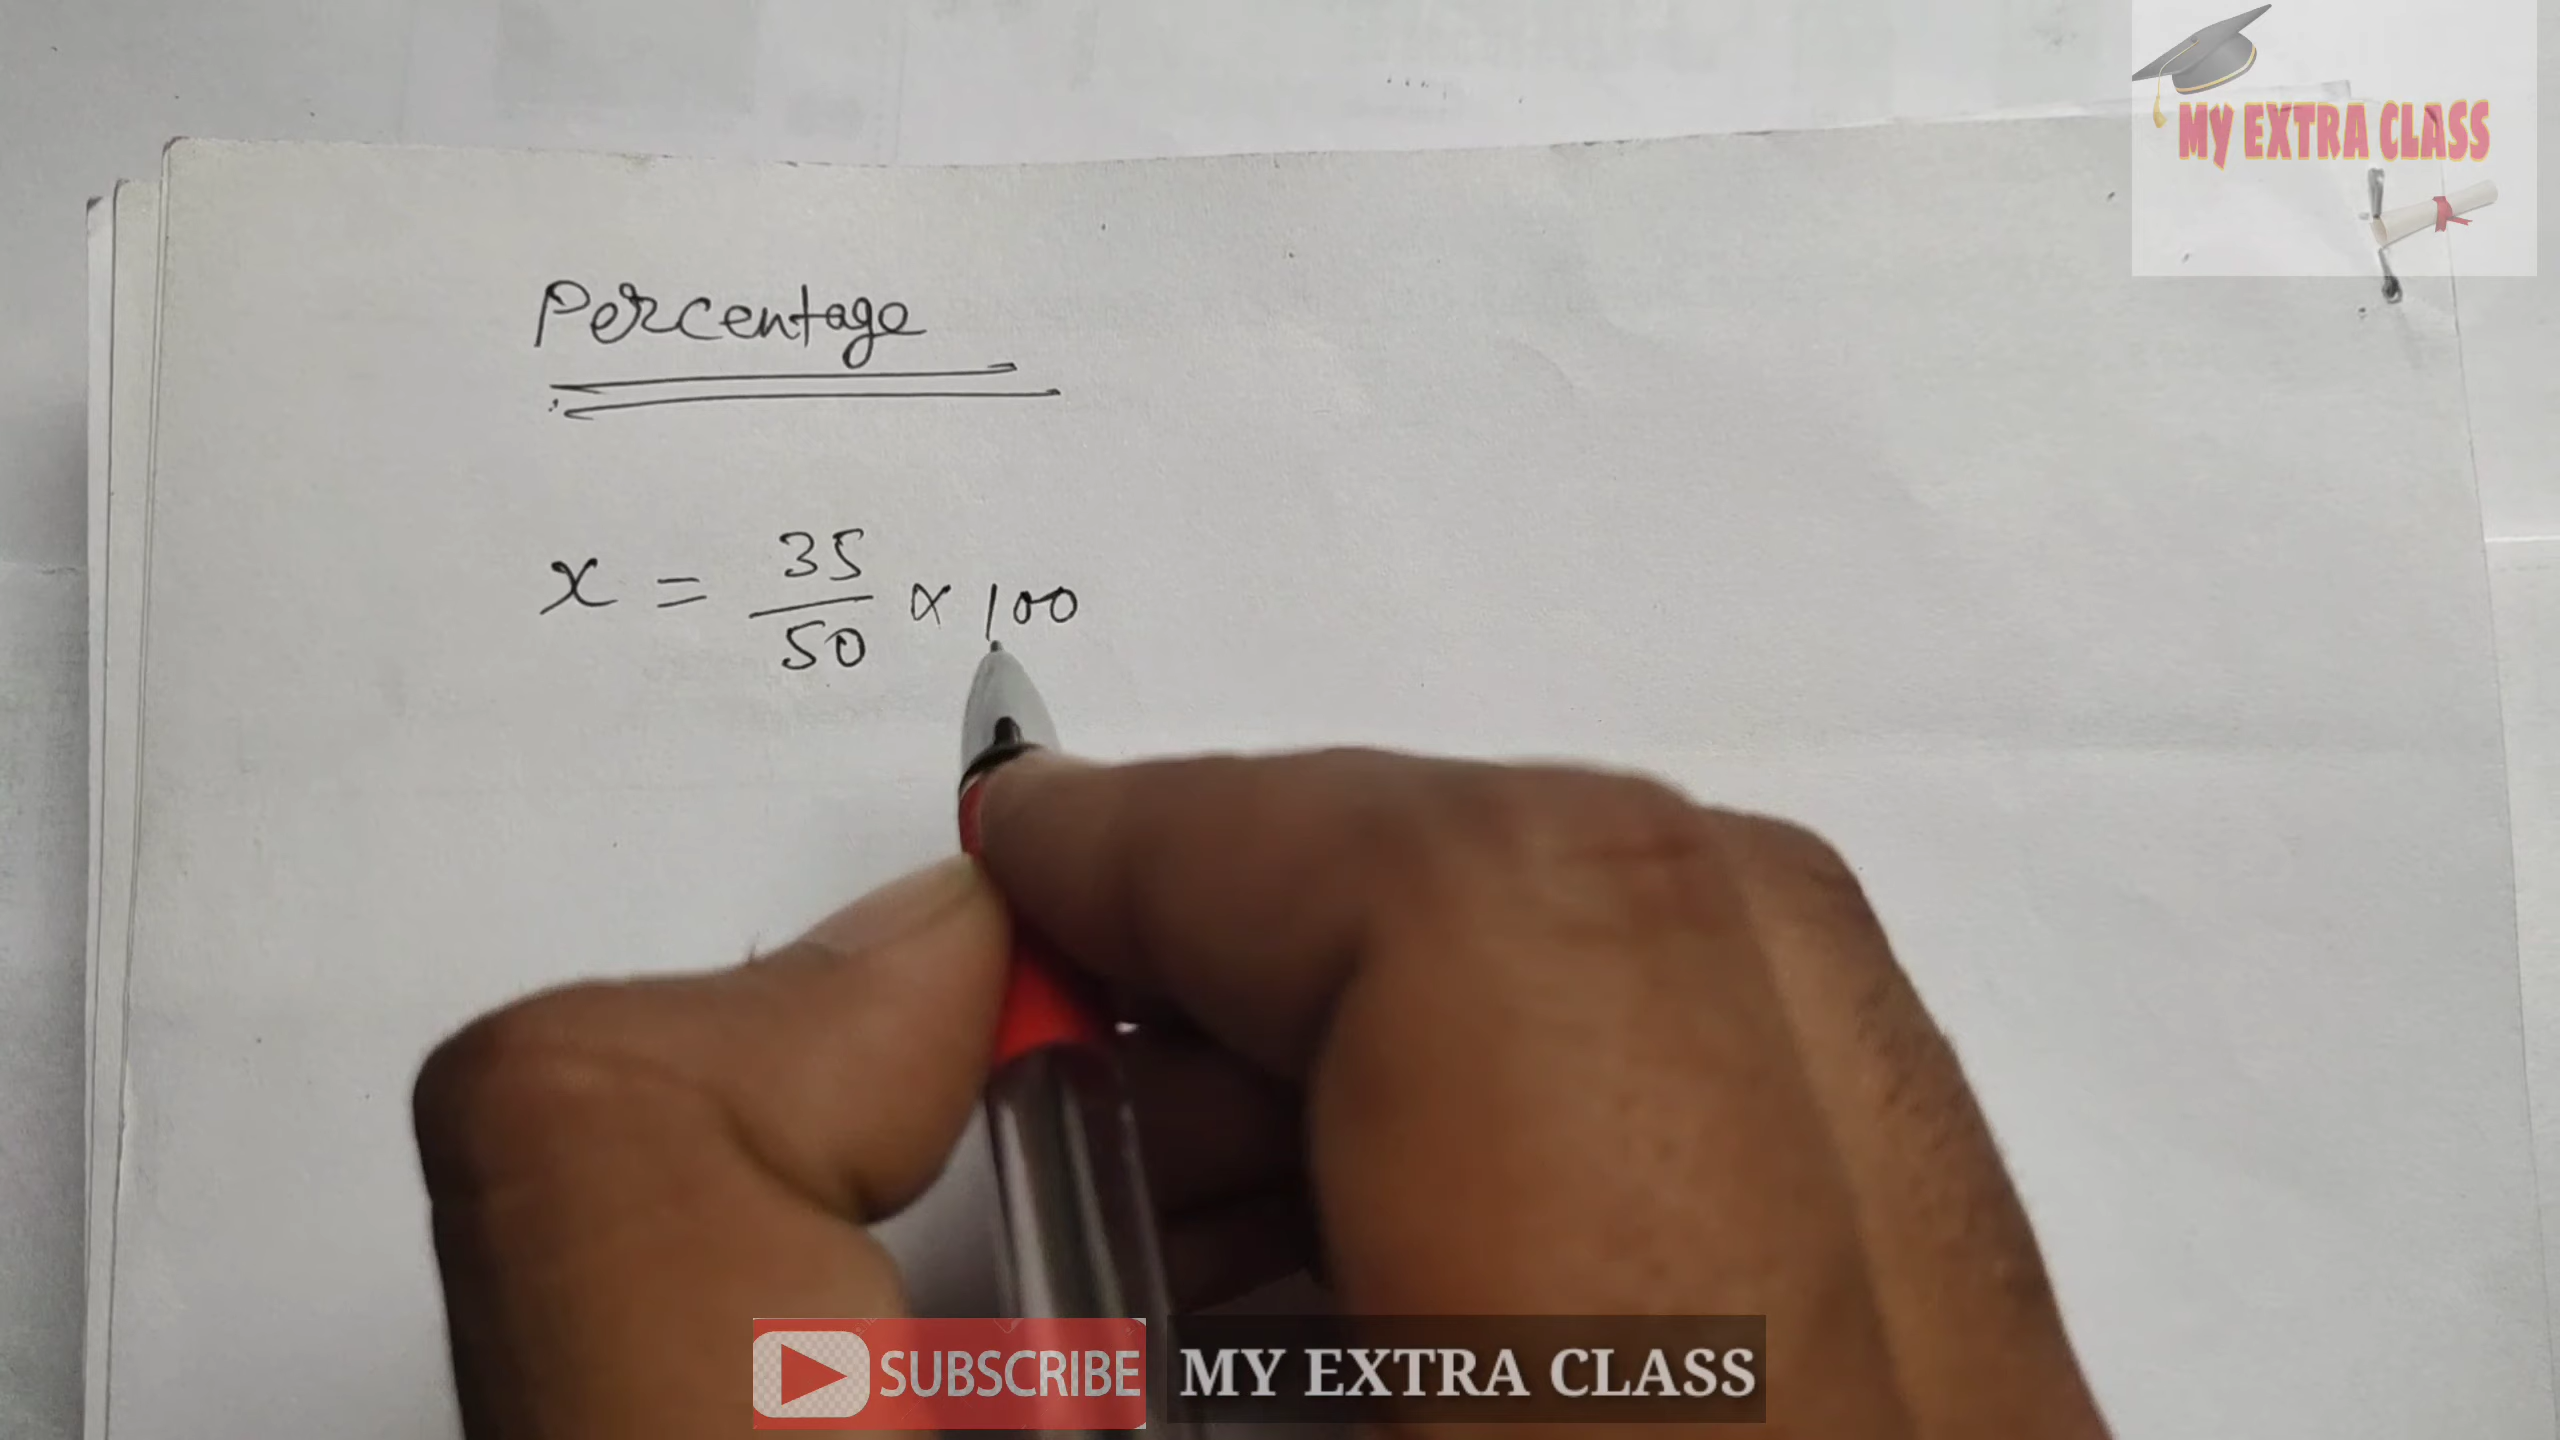 MY EXTRA CLASS
Percentage
x = 35/50 × 100
SUBSCRIBE
MY EXTRA CLASS